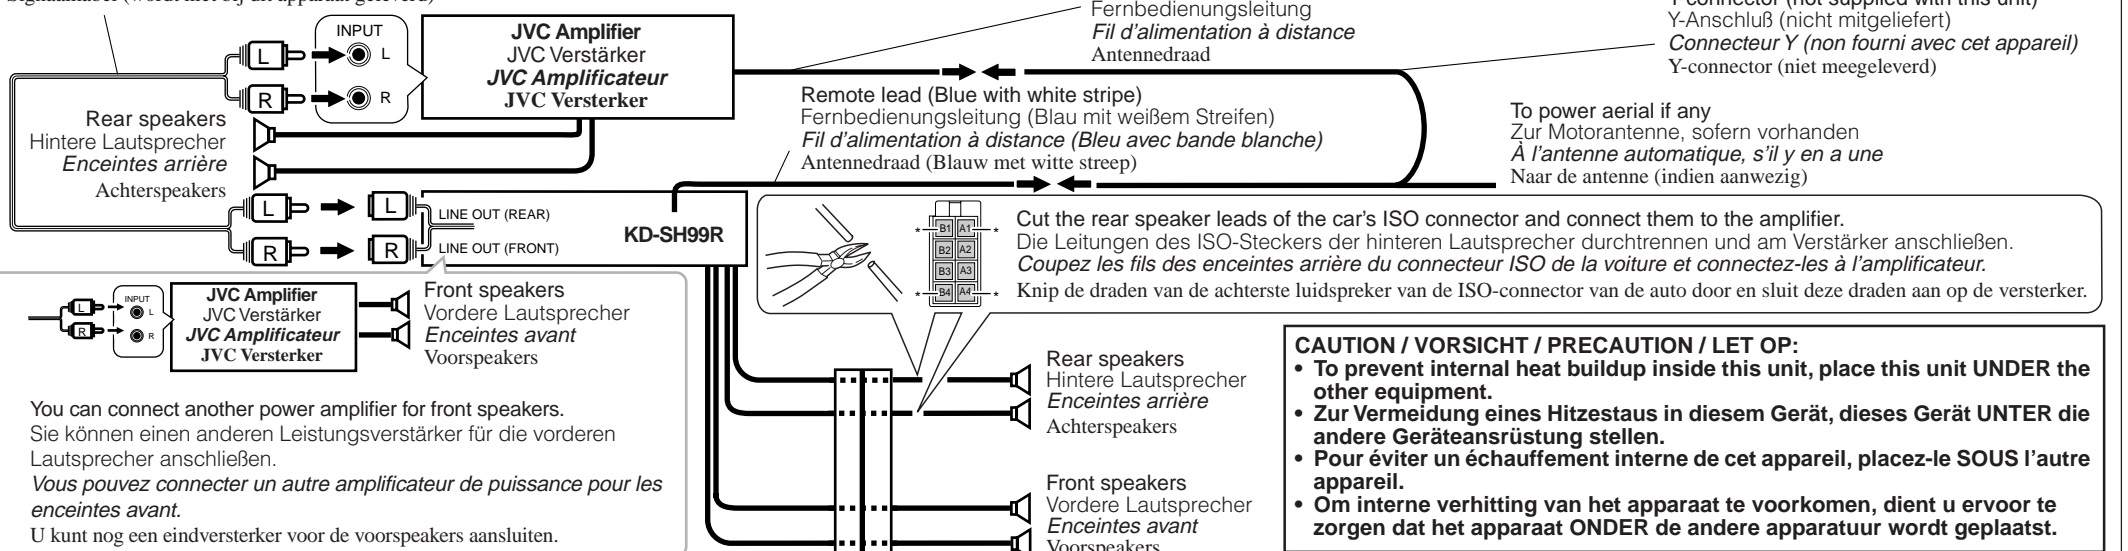 Fernbedienungsleitung
Fil d'alimentation à distance
Antennedraad
Y-Anschluß (nicht mitgeliefert)
Connecteur Y (non fourni avec cet appareil)
Y-connector (niet meegeleverd)
INPUT
L
R
L
R
JVC Amplifier
JVC Verstärker
JVC Amplificateur
JVC Versterker
Rear speakers
Hintere Lautsprecher
Enceintes arrière
Achterspeakers
Remote lead (Blue with white stripe)
Fernbedienungsleitung (Blau mit weißem Streifen)
Fil d'alimentation à distance (Bleu avec bande blanche)
Antennedraad (Blauw met witte streep)
To power aerial if any
Zur Motorantenne, sofern vorhanden
À l'antenne automatique, s'il y en a une
Naar de antenne (indien aanwezig)
L
L
R
R
LINE OUT (REAR)
LINE OUT (FRONT)
KD-SH99R
* B1 A1 *
B2 A2
B3 A3
* B4 A4 *
Cut the rear speaker leads of the car's ISO connector and connect them to the amplifier.
Die Leitungen des ISO-Steckers der hinteren Lautsprecher durchtrennen und am Verstärker anschließen.
Coupez les fils des enceintes arrière du connecteur ISO de la voiture et connectez-les à l'amplificateur.
Knip de draden van de achterste luidspreker van de ISO-connector van de auto door en sluit deze draden aan op de versterker.
L
R
INPUT
L
R
JVC Amplifier
JVC Verstärker
JVC Amplificateur
JVC Versterker
Front speakers
Vordere Lautsprecher
Enceintes avant
Voorspeakers
You can connect another power amplifier for front speakers.
Sie können einen anderen Leistungsverstärker für die vorderen
Lautsprecher anschließen.
Vous pouvez connecter un autre amplificateur de puissance pour les
enceintes avant.
U kunt nog een eindversterker voor de voorspeakers aansluiten.
Rear speakers
Hintere Lautsprecher
Enceintes arrière
Achterspeakers
Front speakers
Vordere Lautsprecher
Enceintes avant
Voorspeakers
CAUTION / VORSICHT / PRECAUTION / LET OP:
• To prevent internal heat buildup inside this unit, place this unit UNDER the
other equipment.
• Zur Vermeidung eines Hitzestaus in diesem Gerät, dieses Gerät UNTER die
andere Geräteansrüstung stellen.
• Pour éviter un échauffement interne de cet appareil, placez-le SOUS l'autre
appareil.
• Om interne verhitting van het apparaat te voorkomen, dient u ervoor te
zorgen dat het apparaat ONDER de andere apparatuur wordt geplaatst.